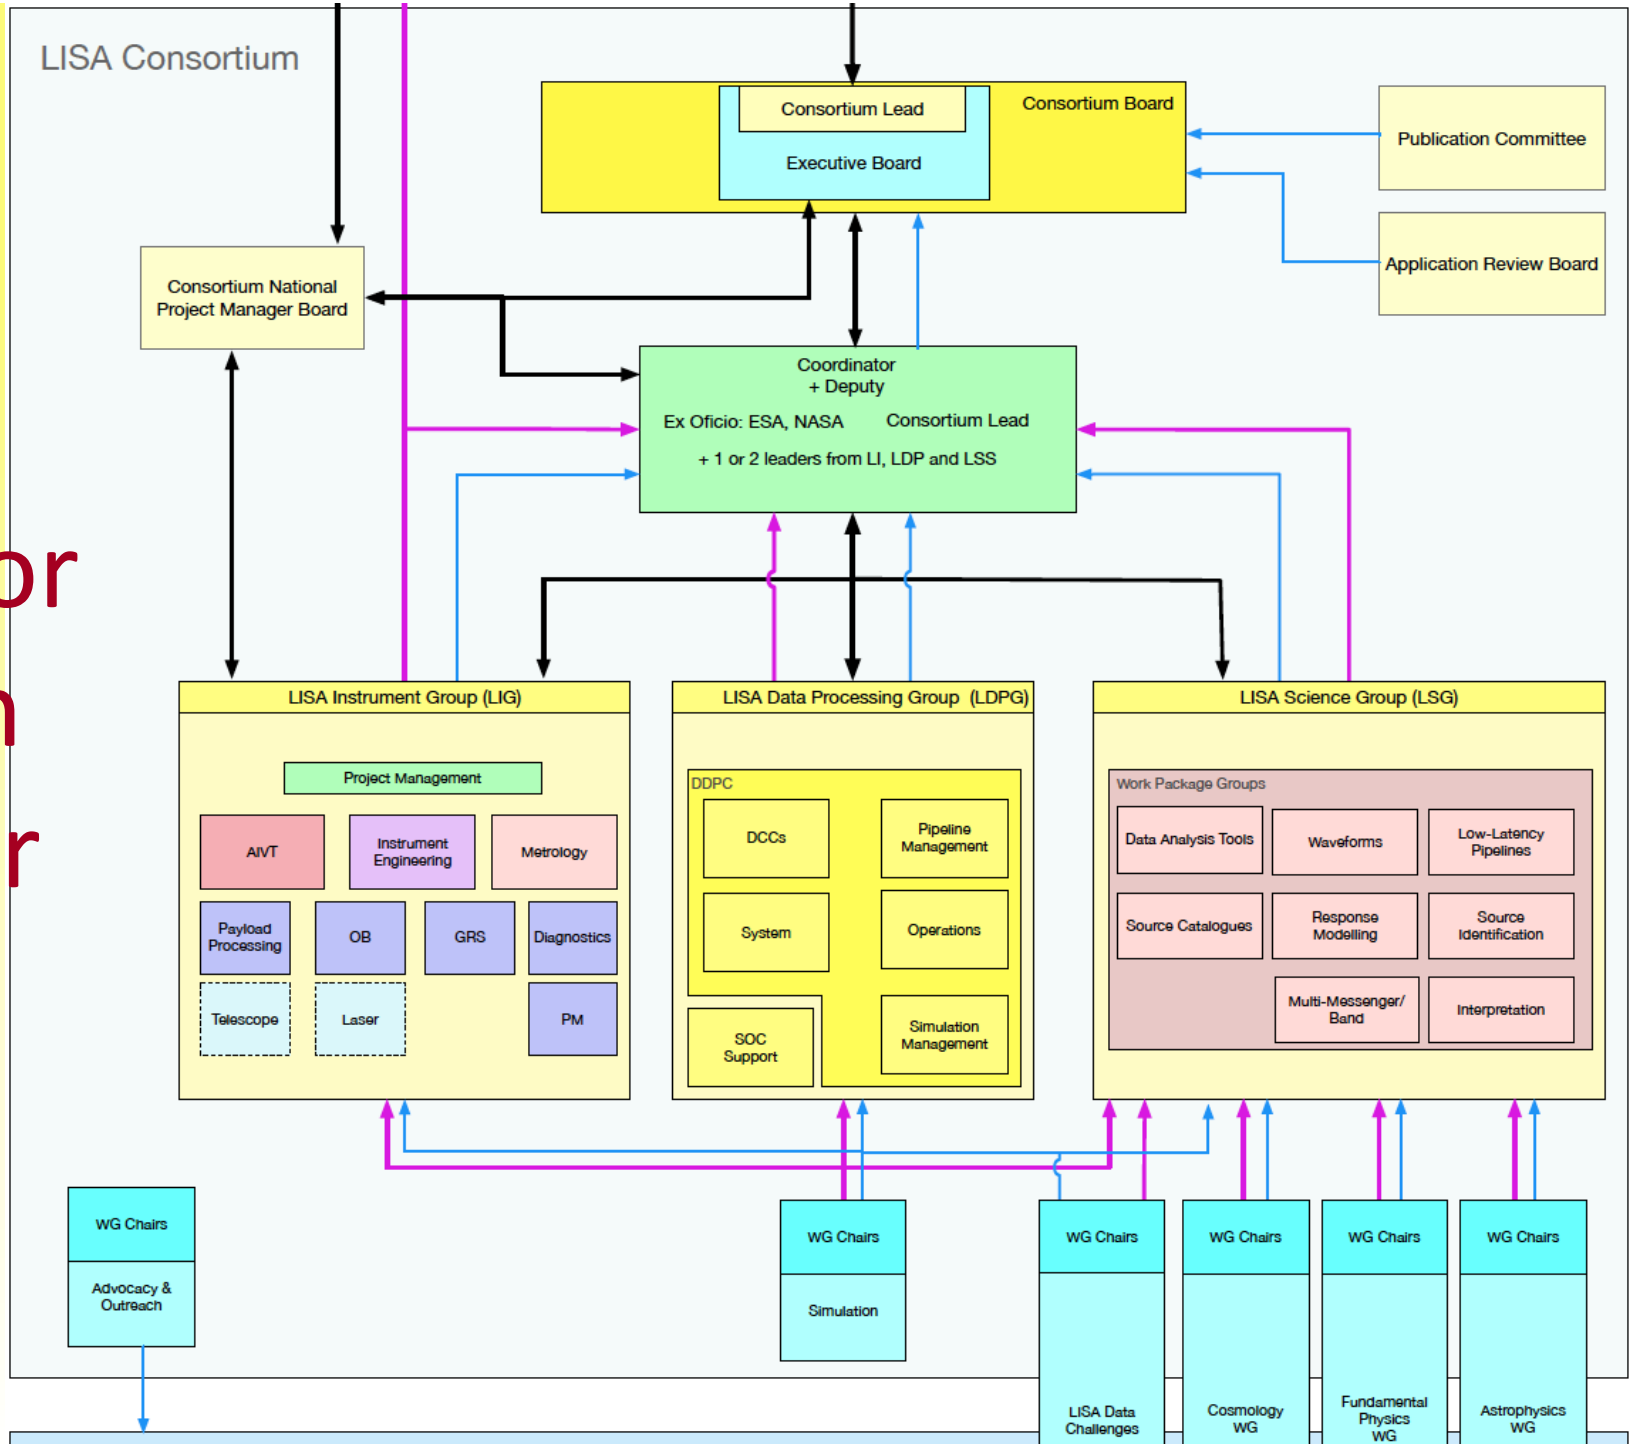 LISA Consortium
Consortium Lead
Consortium Board
Executive Board
Publication Committee
Application Review Board
Consortium National
Project Manager Board
Coordinator
+ Deputy
Ex Oficio: ESA, NASA Consortium Lead
+ 1 or 2 leaders from LI, LDP and LSS
or
n
r
LISA Instrument Group (LIG)
Project Management
AIVT
Instrument
Engineering
Metrology
Payload
Processing
OB
GRS
Diagnostics
Telescope
Laser
PM
LISA Data Processing Group (LDPG)
DDPC
DCCs
Pipeline
Management
System
Operations
SOC
Support
Simulation
Management
LISA Science Group (LSG)
Work Package Groups
Data Analysis Tools
Waveforms
Low-Latency
Pipelines
Source Catalogues
Response
Modelling
Source
Identification
Multi-Messenger/
Band
Interpretation
WG Chairs
Advocacy &
Outreach
WG Chairs
Simulation
WG Chairs
LISA Data
Challenges
WG Chairs
Cosmology
WG
WG Chairs
Fundamental
Physics
WG
WG Chairs
Astrophysics
WG